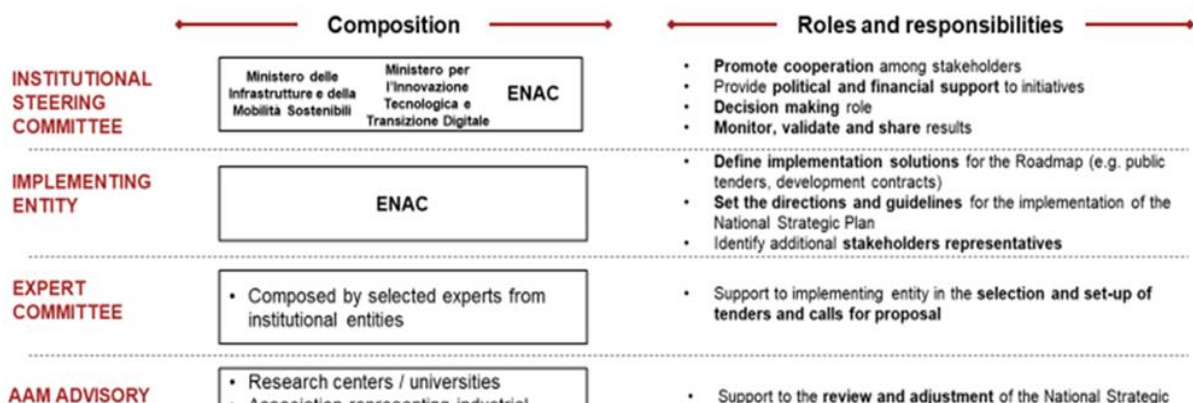 Composition
Roles and responsibilities
INSTITUTIONAL
STEERING
COMMITTEE
Ministero delle
Infrastrutture e della
Mobilità Sostenibili
Ministero per
l'Innovazione
Tecnologica e
Transizione Digitale
ENAC
• Promote cooperation among stakeholders
• Provide political and financial support to initiatives
• Decision making role
• Monitor, validate and share results
IMPLEMENTING
ENTITY
ENAC
• Define implementation solutions for the Roadmap (e.g. public
tenders, development contracts)
• Set the directions and guidelines for the implementation of the
National Strategic Plan
• Identify additional stakeholders representatives
EXPERT
COMMITTEE
• Composed by selected experts from
institutional entities
• Support to implementing entity in the selection and set-up of
tenders and calls for proposal
AAM ADVISORY
• Research centers / universities
• Association representing industrial
• Support to the review and adjustment of the National Strategic